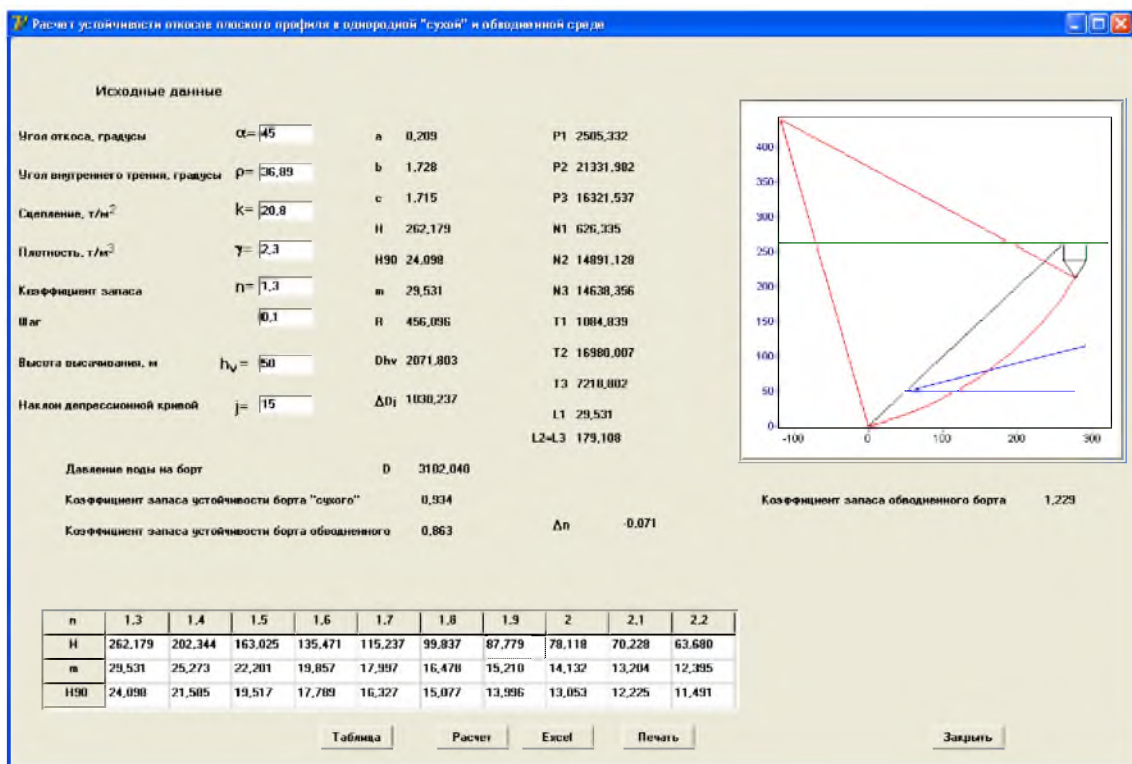 Расчет устойчивости откосов плоского профиля в однородной "сухой" и обводненной среде
Исходные данные
Угол откоса, градусы α= 45
Угол внутреннего трения, градусы ρ= 36,89
Сцепление, т/м2 k= 20,8
Плотность, т/м3 γ= 2,3
Коэффициент запаса n= 1,3
Шаг 0,1
Высота высачивания, м hv= 50
Наклон депрессионной кривой j= 15
a 0,209
b 1,728
c 1,715
H 262,179
H90 24,098
m 29,531
R 456,096
Dhv 2071,803
ΔDj 1030,237
P1 2505,332
P2 21331,982
P3 16321,537
N1 626,335
N2 14891,128
N3 14638,356
T1 1084,839
T2 16980,007
T3 7218,802
L1 29,531
L2=L3 179,108
400
350
300
250
200
150
100
50
0
-100 0 100 200 300
Давление воды на борт D 3102,040
Коэффициент запаса устойчивости борта "сухого" 0,934
Коэффициент запаса устойчивости борта обводненного 0,863
Δn -0,071
Коэффициент запаса обводненного борта 1,229
n 1,3 1,4 1,5 1,6 1,7 1,8 1,9 2 2,1 2,2
H 262,179 202,344 163,025 135,471 115,237 99,837 87,779 78,118 70,228 63,680
m 29,531 25,273 22,201 19,857 17,997 16,478 15,210 14,132 13,204 12,395
H90 24,098 21,585 19,517 17,789 16,327 15,077 13,996 13,053 12,225 11,491
Таблица Расчет Excel Печать Закрыть